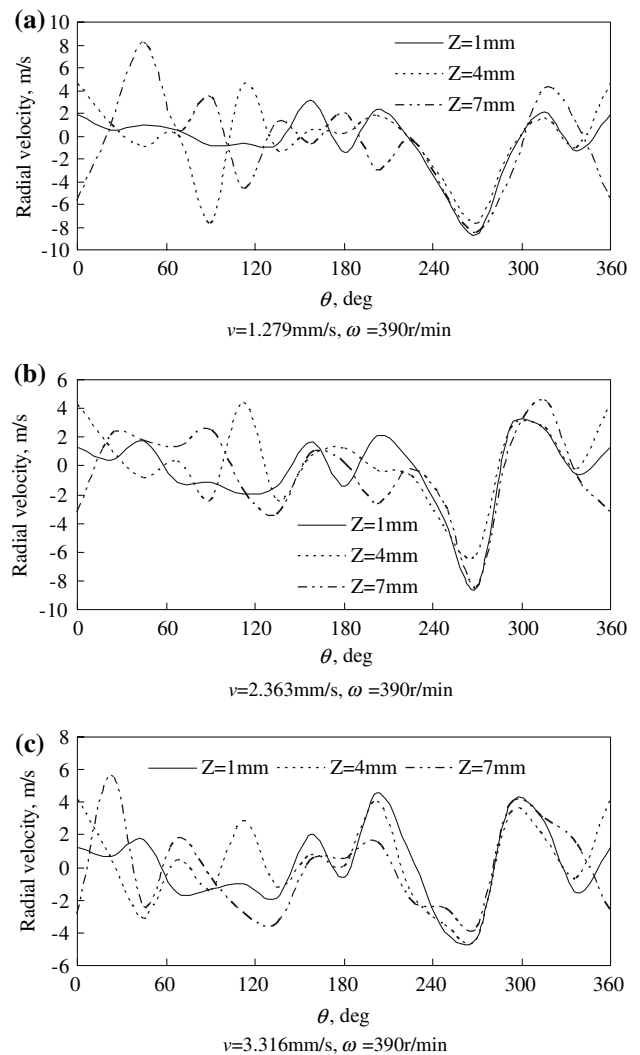 (a)
Radial velocity, m/s
10
8
6
4
2
0
-2
-4
-6
-8
-10
Z=1mm
Z=4mm
Z=7mm
0 60 120 180 240 300 360
θ, deg
v=1.279mm/s, ω =390r/min
(b)
Radial velocity, m/s
6
4
2
0
-2
-4
-6
-8
-10
Z=1mm
Z=4mm
Z=7mm
0 60 120 180 240 300 360
θ, deg
v=2.363mm/s, ω =390r/min
(c)
Radial velocity, m/s
8
6
4
2
0
-2
-4
-6
Z=1mm Z=4mm Z=7mm
0 60 120 180 240 300 360
θ, deg
v=3.316mm/s, ω =390r/min